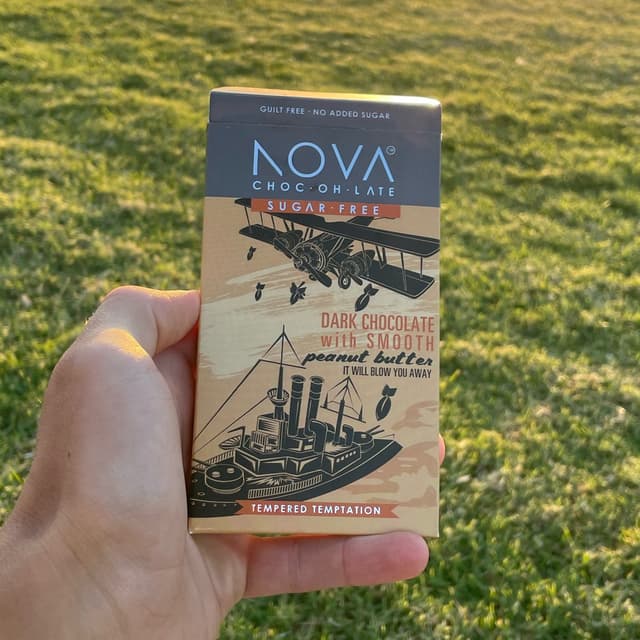 GUILT FREE · NO ADDED SUGAR
NOVA
CHOC·OH·LATE
SUGAR·FREE
DARK CHOCOLATE
with SMOOTH
peanut butter
IT WILL BLOW YOU AWAY
TEMPERED TEMPTATION